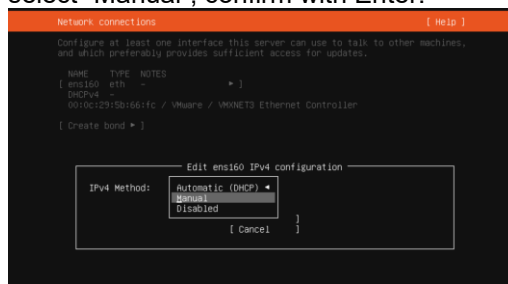 select "Manual", confirm with Enter.
Network connections [ Help ]
Configure at least one interface this server can use to talk to other machines,
and which preferably provides sufficient access for updates.
NAME TYPE NOTES
[ ens160 eth - ▸ ]
DHCPv4 -
00:0c:29:5b:66:fc / VMware / VMXNET3 Ethernet Controller
[ Create bond ▸ ]
Edit ens160 IPv4 configuration
IPv4 Method: Automatic (DHCP) ◂
Manual
Disabled
]
[ Cancel ]